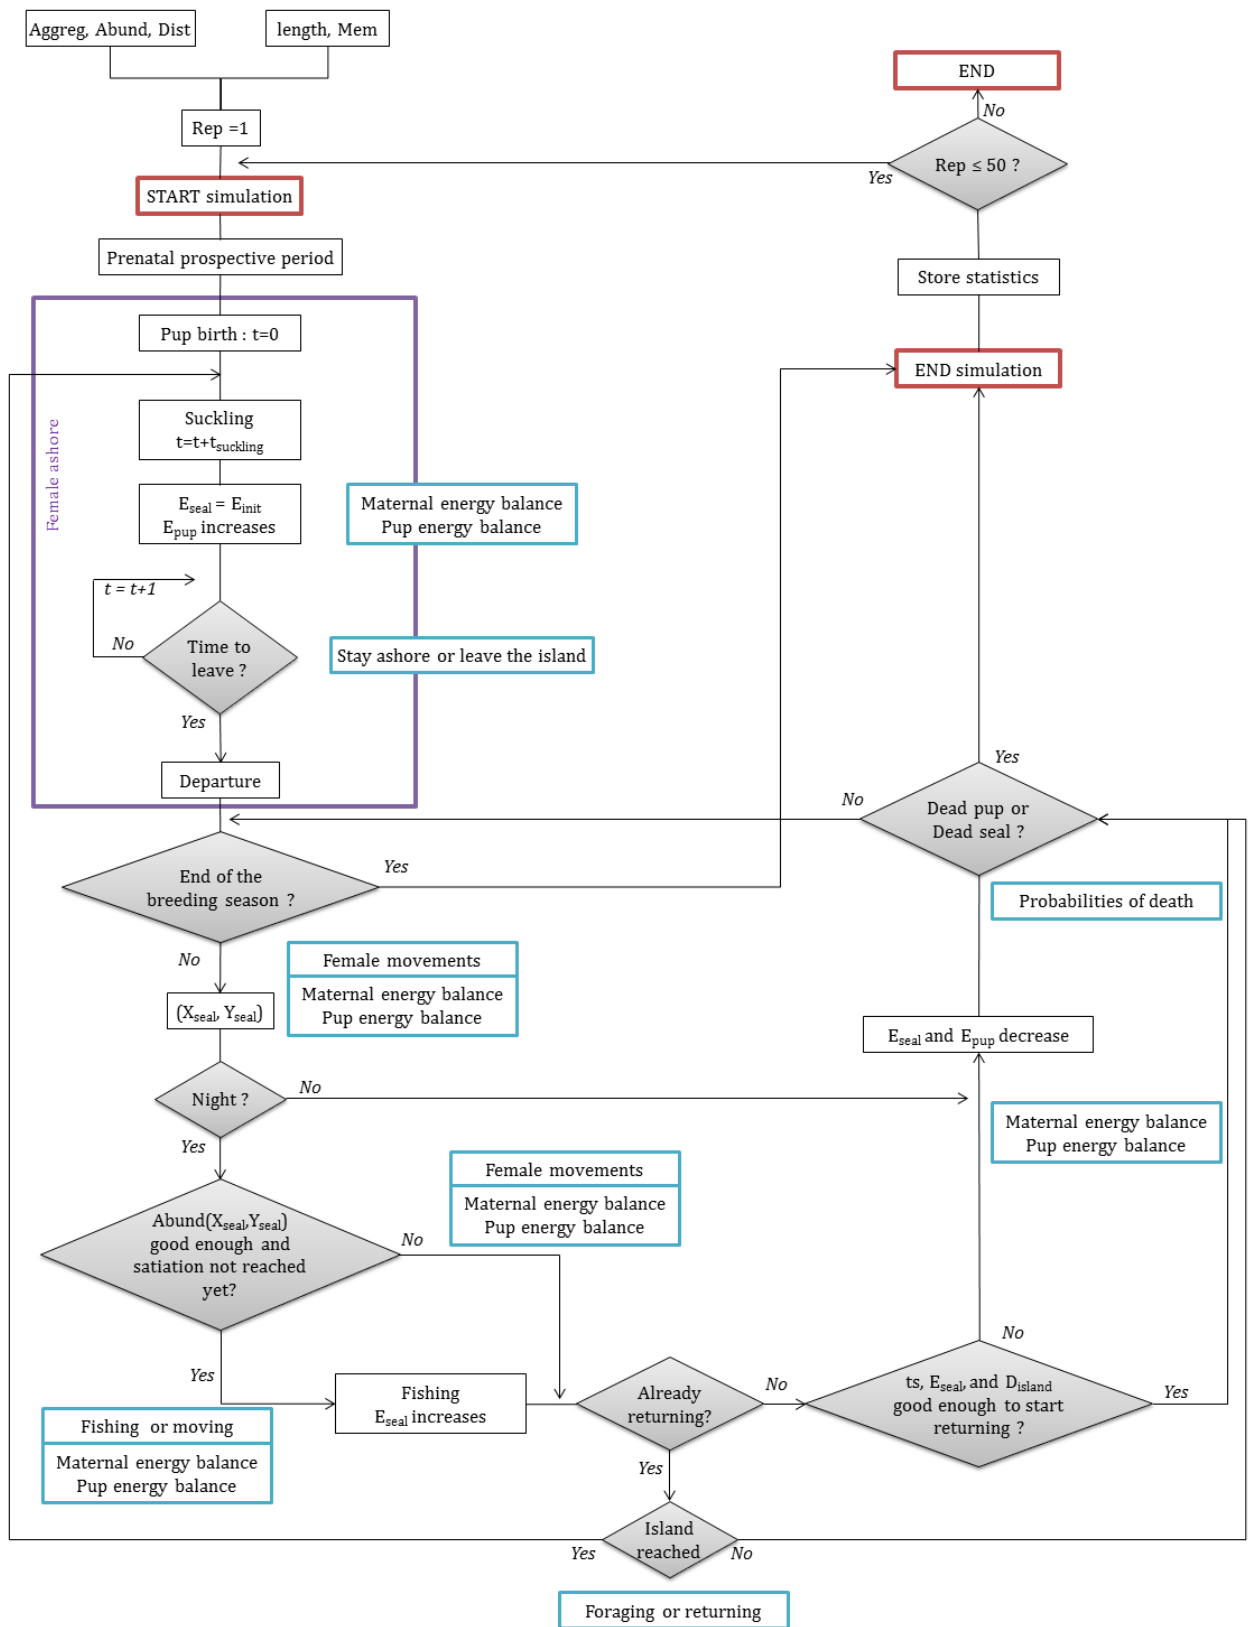 Aggreg, Abund, Dist
length, Mem
END
No
Rep =1
Rep ≤ 50 ?
Yes
START simulation
Prenatal prospective period
Store statistics
Pup birth : t=0
END simulation
Female ashore
Suckling
t=t+tsuckling
Eseal = Einit
Epup increases
Maternal energy balance
Pup energy balance
t = t+1
No
Time to
leave ?
Stay ashore or leave the island
Yes
Departure
Yes
No
Dead pup or
Dead seal ?
End of the
breeding season ?
Yes
Probabilities of death
No
Female movements
Maternal energy balance
Pup energy balance
(Xseal, Yseal)
Eseal and Epup decrease
Night ?
No
Maternal energy balance
Pup energy balance
Yes
Female movements
Maternal energy balance
Pup energy balance
Abund(Xseal,Yseal)
good enough and
satiation not reached
yet?
No
No
Yes
Fishing
Eseal increases
Already
returning?
No
ts, Eseal, and Disland
good enough to start
returning ?
Yes
Fishing or moving
Maternal energy balance
Pup energy balance
Yes
Island
reached
Yes
No
Foraging or returning